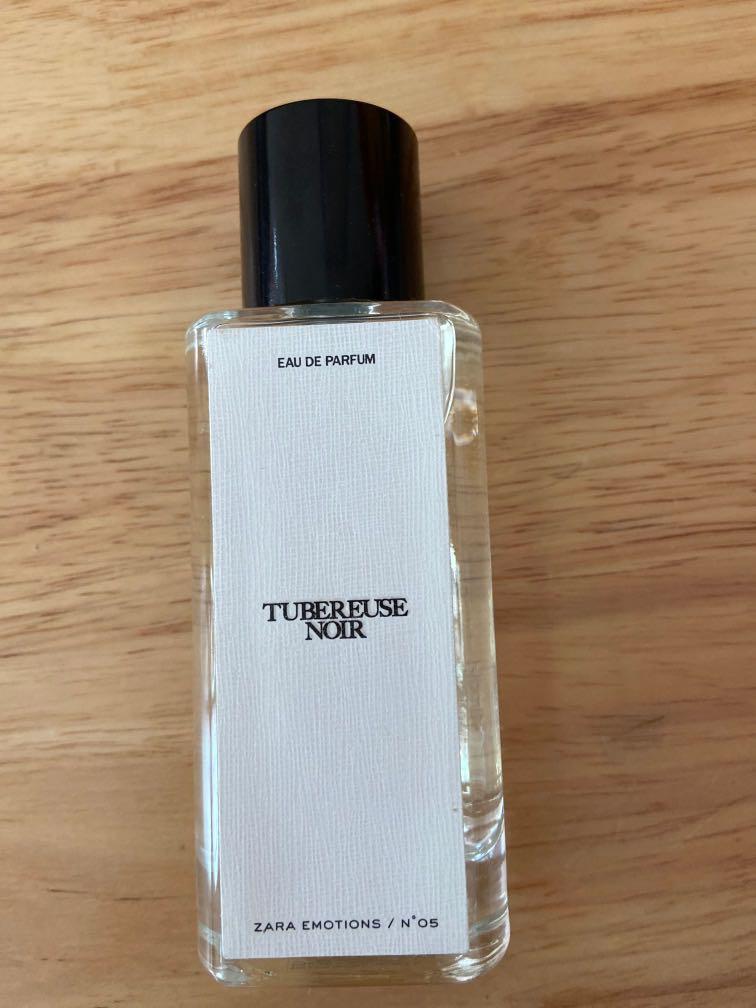 EAU DE PARFUM
TUBEREUSE
NOIR
ZARA EMOTIONS / N°05